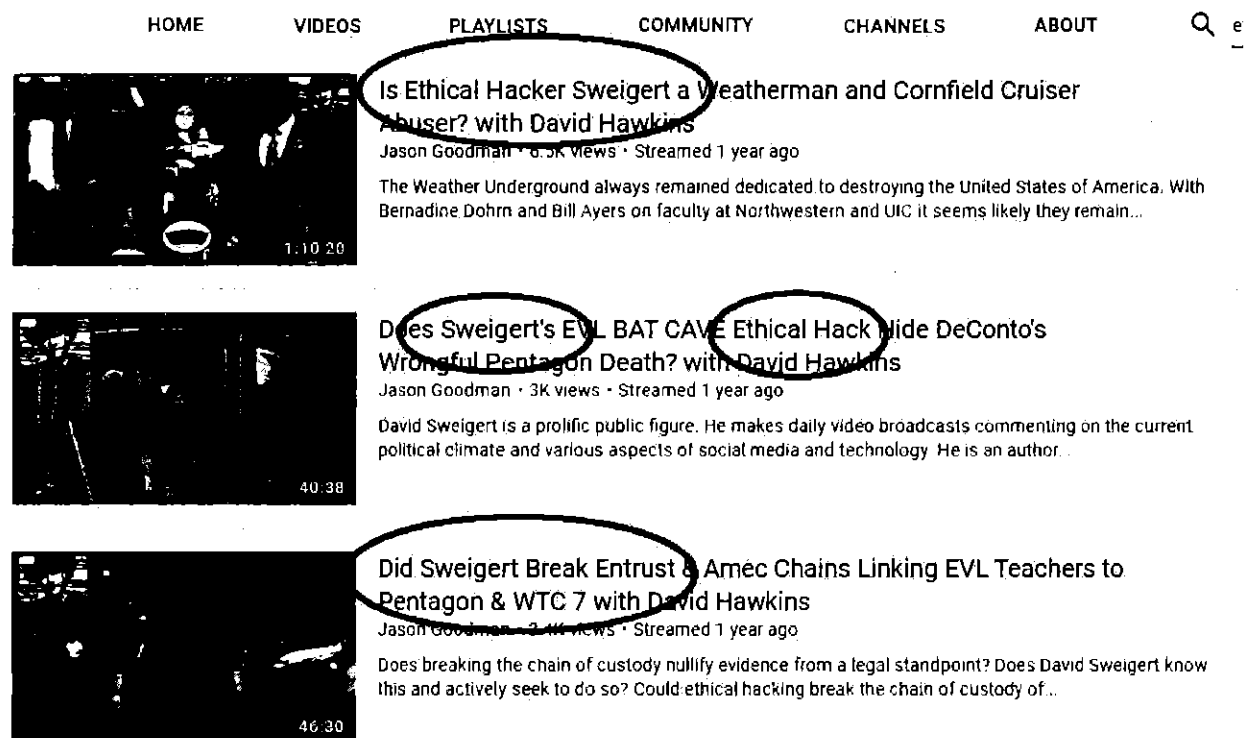 HOME VIDEOS PLAYLISTS COMMUNITY CHANNELS ABOUT e
Is Ethical Hacker Sweigert a Weatherman and Cornfield Cruiser
Abuser? with David Hawkins
Jason Goodman · 6.5K views · Streamed 1 year ago
The Weather Underground always remained dedicated to destroying the United States of America. With
Bernadine Dohrn and Bill Ayers on faculty at Northwestern and UIC it seems likely they remain...
1:10:20
Does Sweigert's EVL BAT CAVE Ethical Hack Hide DeConto's
Wrongful Pentagon Death? with David Hawkins
Jason Goodman · 3K views · Streamed 1 year ago
David Sweigert is a prolific public figure. He makes daily video broadcasts commenting on the current
political climate and various aspects of social media and technology. He is an author...
40:38
Did Sweigert Break Entrust & Amec Chains Linking EVL Teachers to
Pentagon & WTC 7 with David Hawkins
Jason Goodman · views · Streamed 1 year ago
Does breaking the chain of custody nullify evidence from a legal standpoint? Does David Sweigert know
this and actively seek to do so? Could ethical hacking break the chain of custody of...
46:30